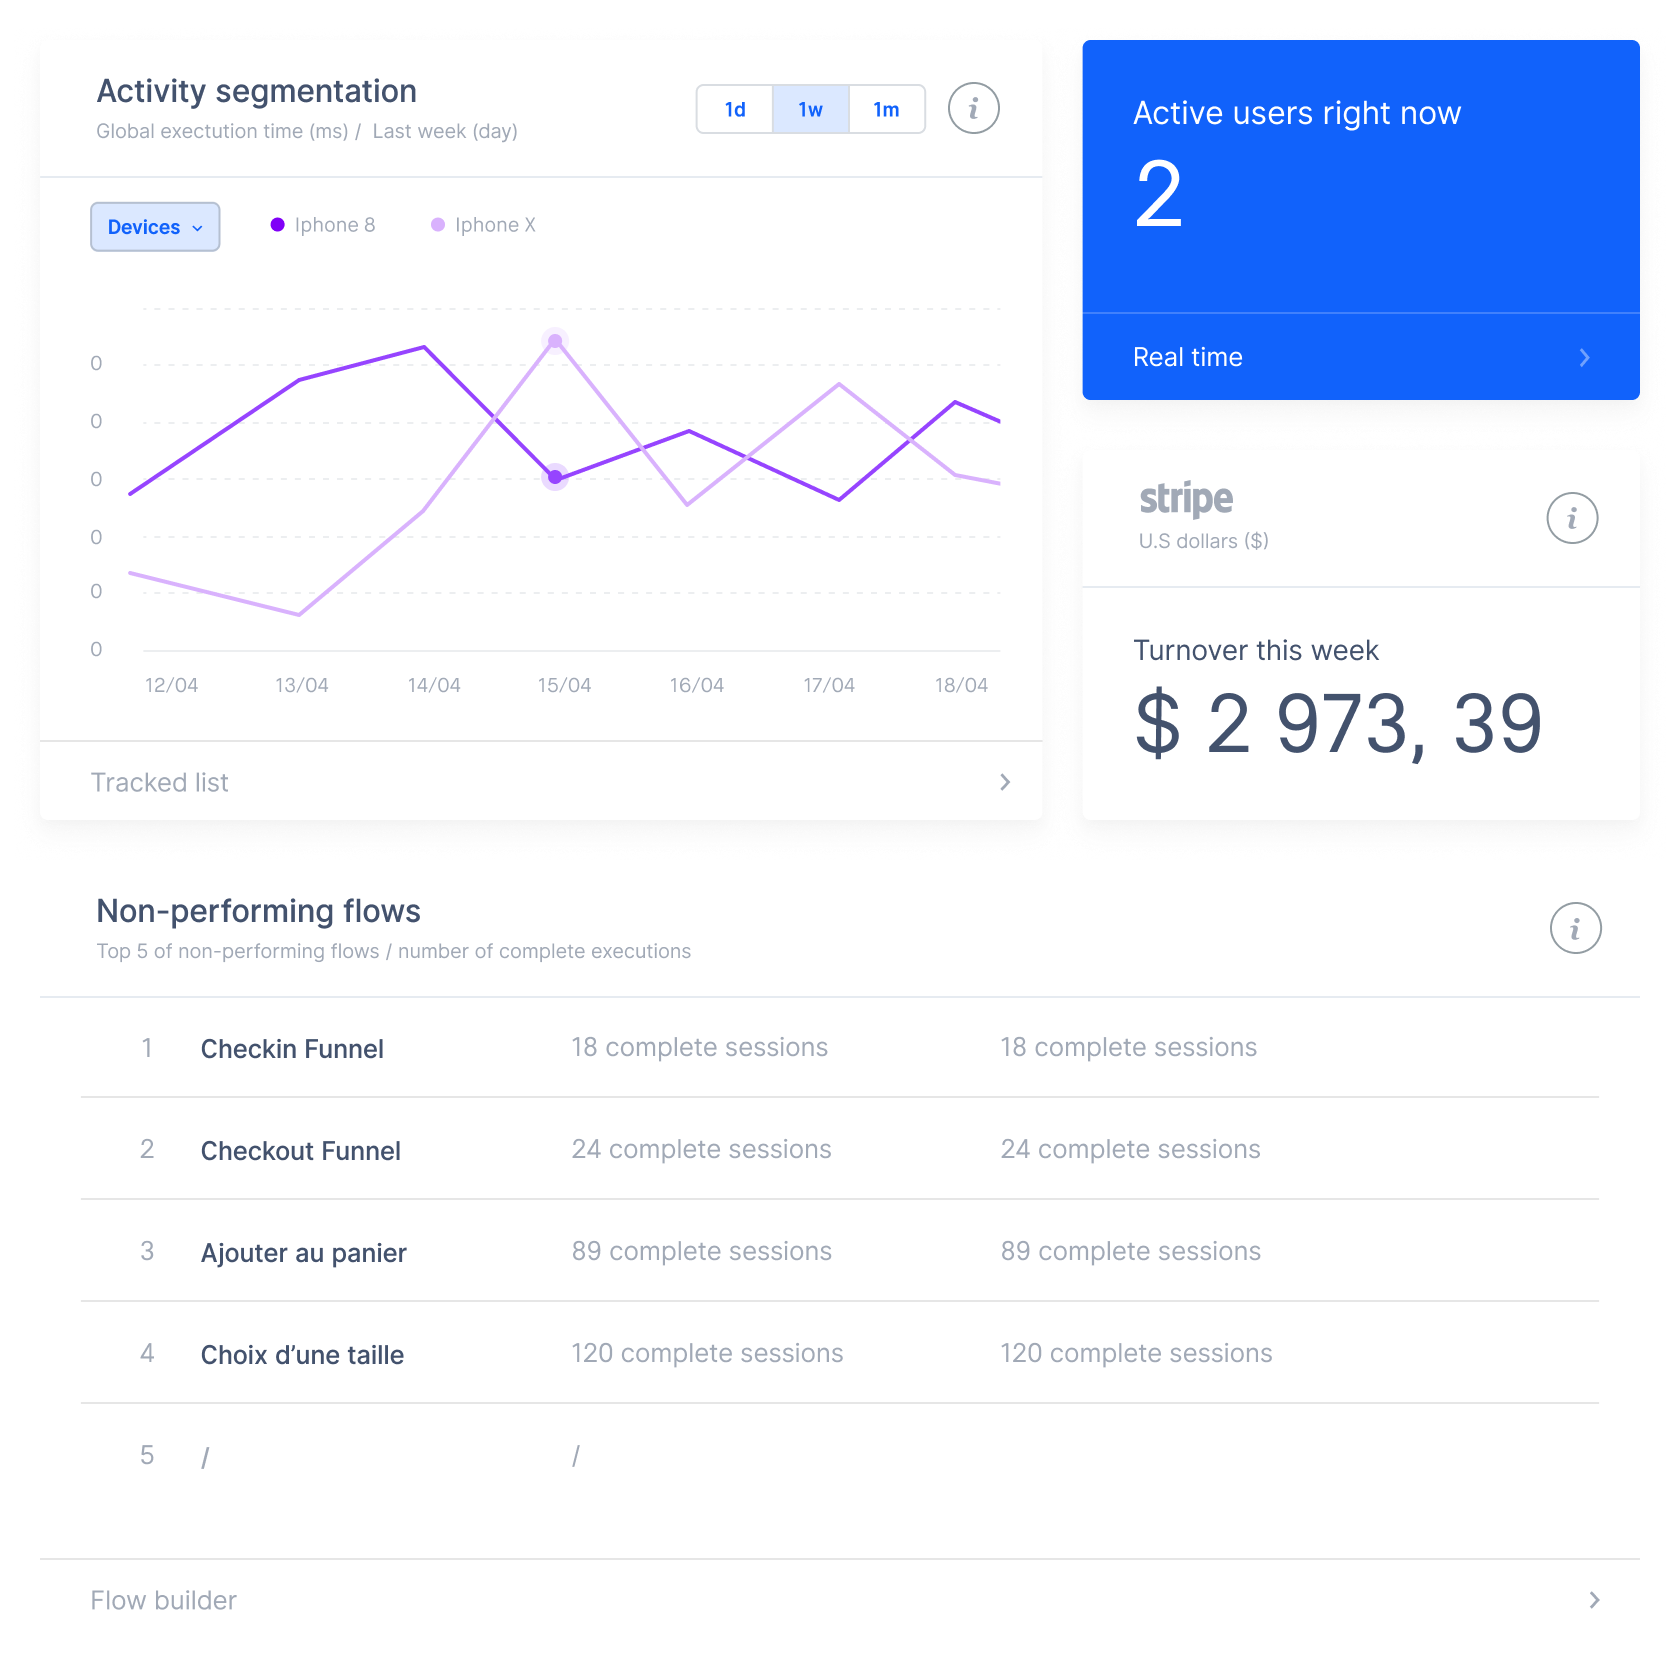 Activity segmentation
Global exectution time (ms) /  Last week (day)
1d 1w 1m i
Devices
Iphone 8
Iphone X
0
0
0
0
0
0
12/04 13/04 14/04 15/04 16/04 17/04 18/04
Tracked list
Active users right now
2
Real time
stripe
U.S dollars ($)
i
Turnover this week
$ 2 973, 39
Non-performing flows
Top 5 of non-performing flows / number of complete executions
i
1 Checkin Funnel 18 complete sessions 18 complete sessions
2 Checkout Funnel 24 complete sessions 24 complete sessions
3 Ajouter au panier 89 complete sessions 89 complete sessions
4 Choix d’une taille 120 complete sessions 120 complete sessions
5 / /
Flow builder